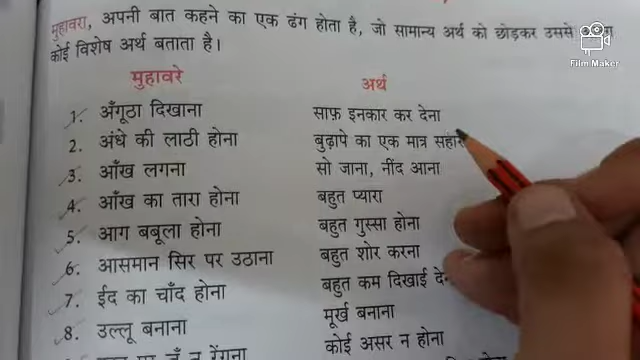 मुहावरा, अपनी बात कहने का एक ढंग होता है, जो सामान्य अर्थ को छोड़कर उससे
कोई विशेष अर्थ बताता है।
Film Maker
मुहावरे अर्थ
1. अँगूठा दिखाना साफ़ इनकार कर देना
2. अंधे की लाठी होना बुढ़ापे का एक मात्र सहारा
3. आँख लगना सो जाना, नींद आना
4. आँख का तारा होना बहुत प्यारा
5. आग बबूला होना बहुत गुस्सा होना
6. आसमान सिर पर उठाना बहुत शोर करना
7. ईद का चाँद होना बहुत कम दिखाई
8. उल्लू बनाना मूर्ख बनाना
न रेंगना कोई असर न होना